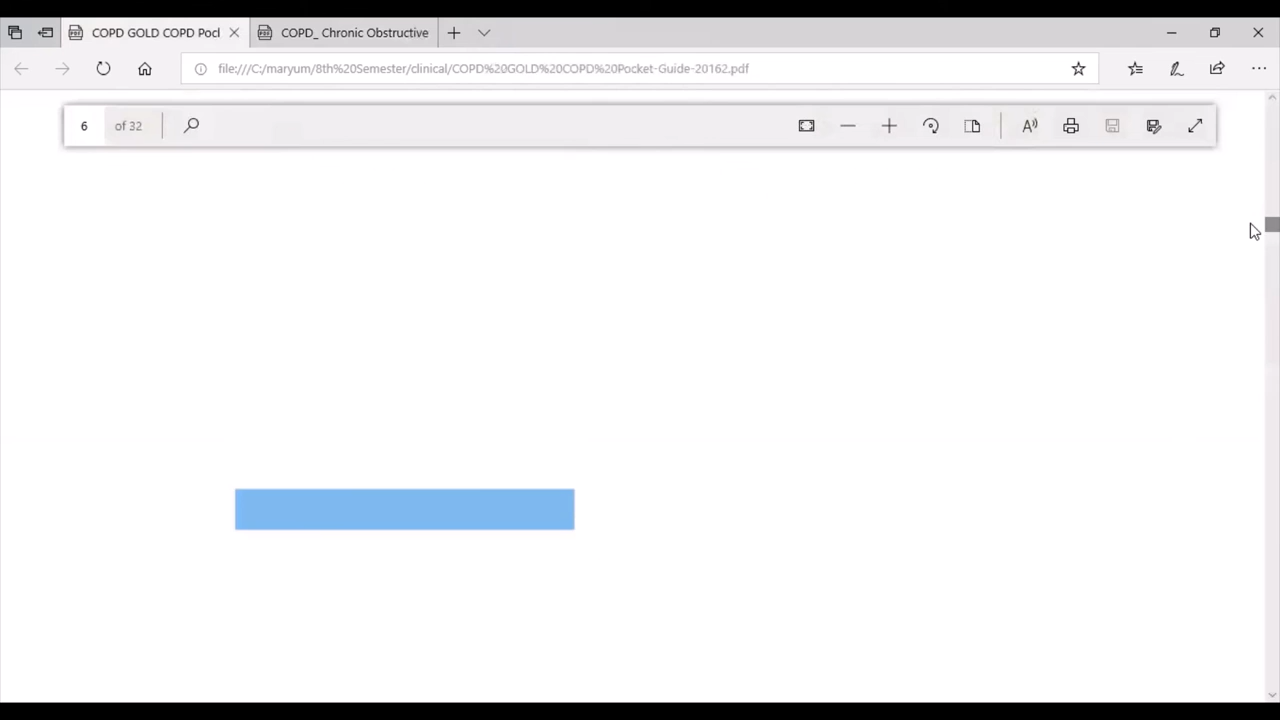 COPD GOLD COPD Pocl
COPD_ Chronic Obstructive
file:///C:/maryum/8th%20Semester/clinical/COPD%20GOLD%20COPD%20Pocket-Guide-20162.pdf
6 of 32